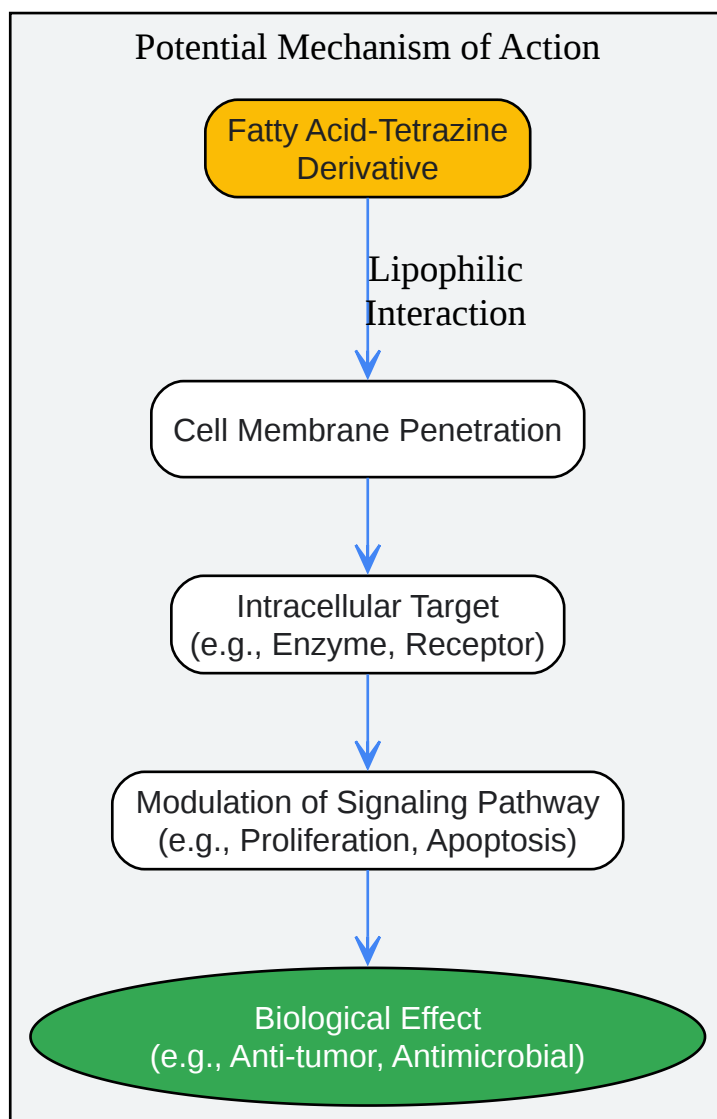 Potential Mechanism of Action
Fatty Acid-Tetrazine
Derivative
Lipophilic
Interaction
Cell Membrane Penetration
Intracellular Target
(e.g., Enzyme, Receptor)
Modulation of Signaling Pathway
(e.g., Proliferation, Apoptosis)
Biological Effect
(e.g., Anti-tumor, Antimicrobial)